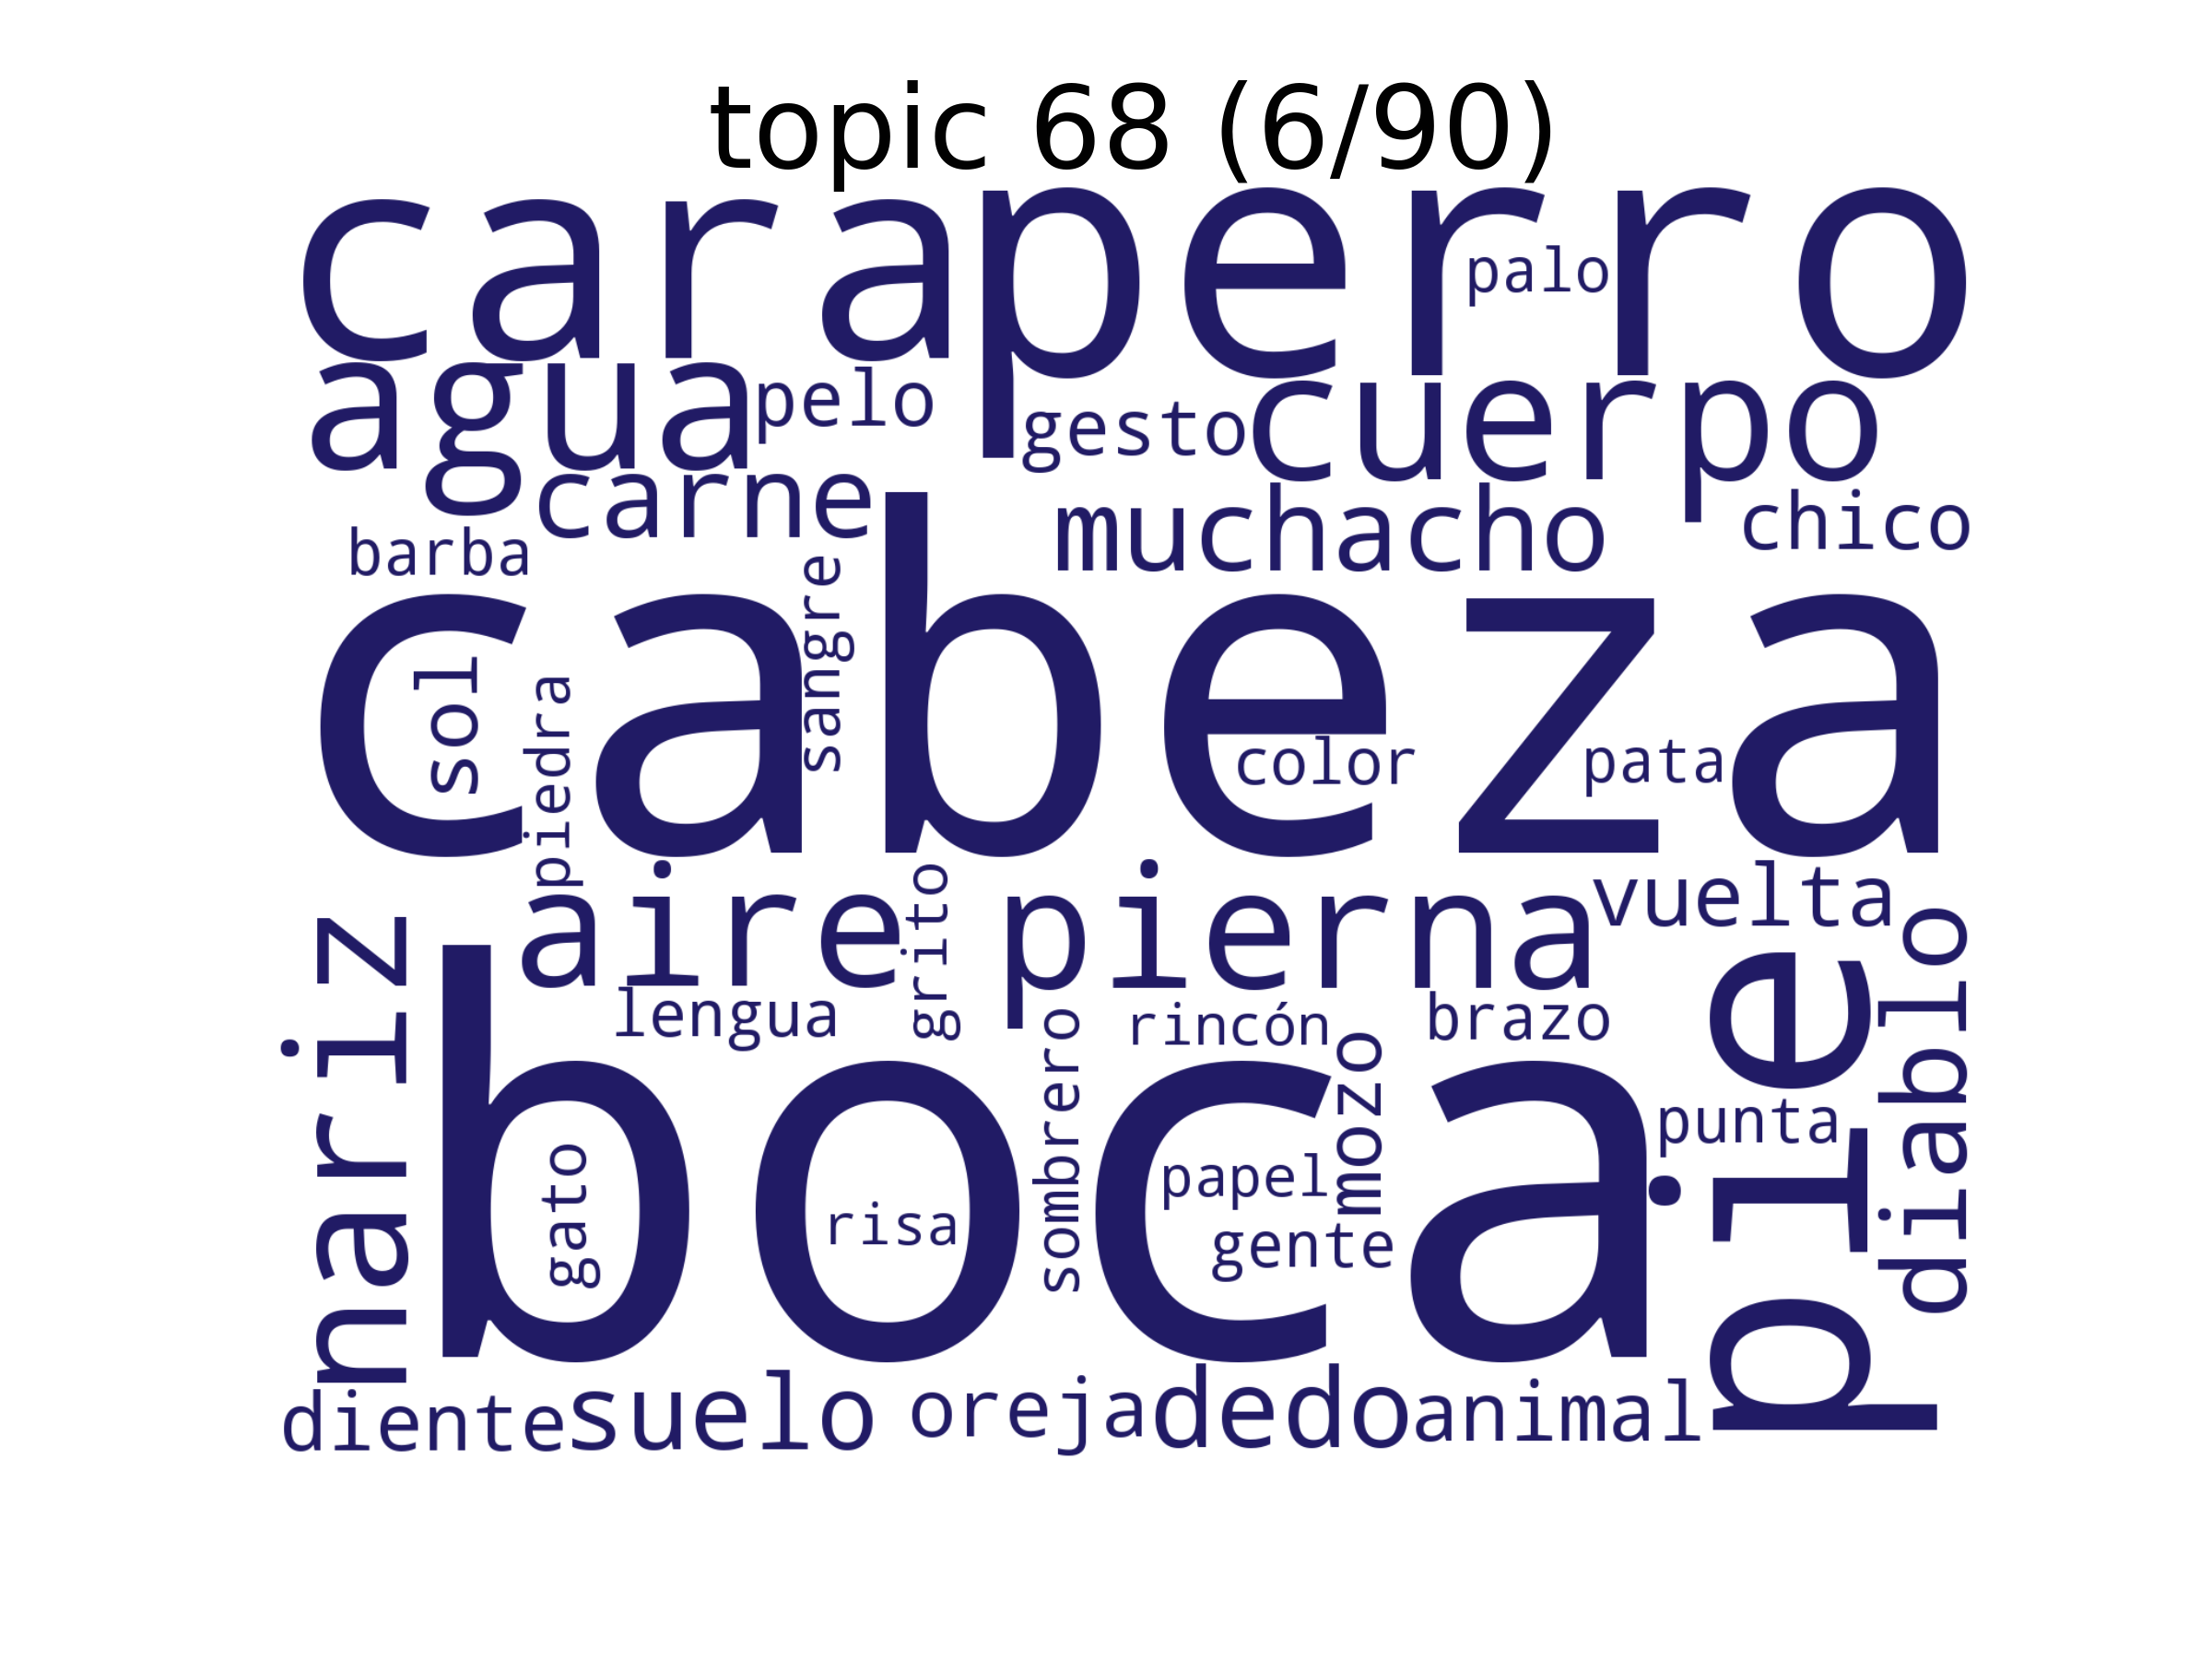 topic 68 (6/90)
cara perro
palo
agua pelo gesto cuerpo
carne muchacho chico
barba
sangre
cabeza
sol
piedra
color pata
aire pierna vuelta
grito
nariz
lengua rincón brazo
boca
pie
diablo
sombrero
mozo
punta
gato
papel
risa
gente
diente suelo oreja dedo animal